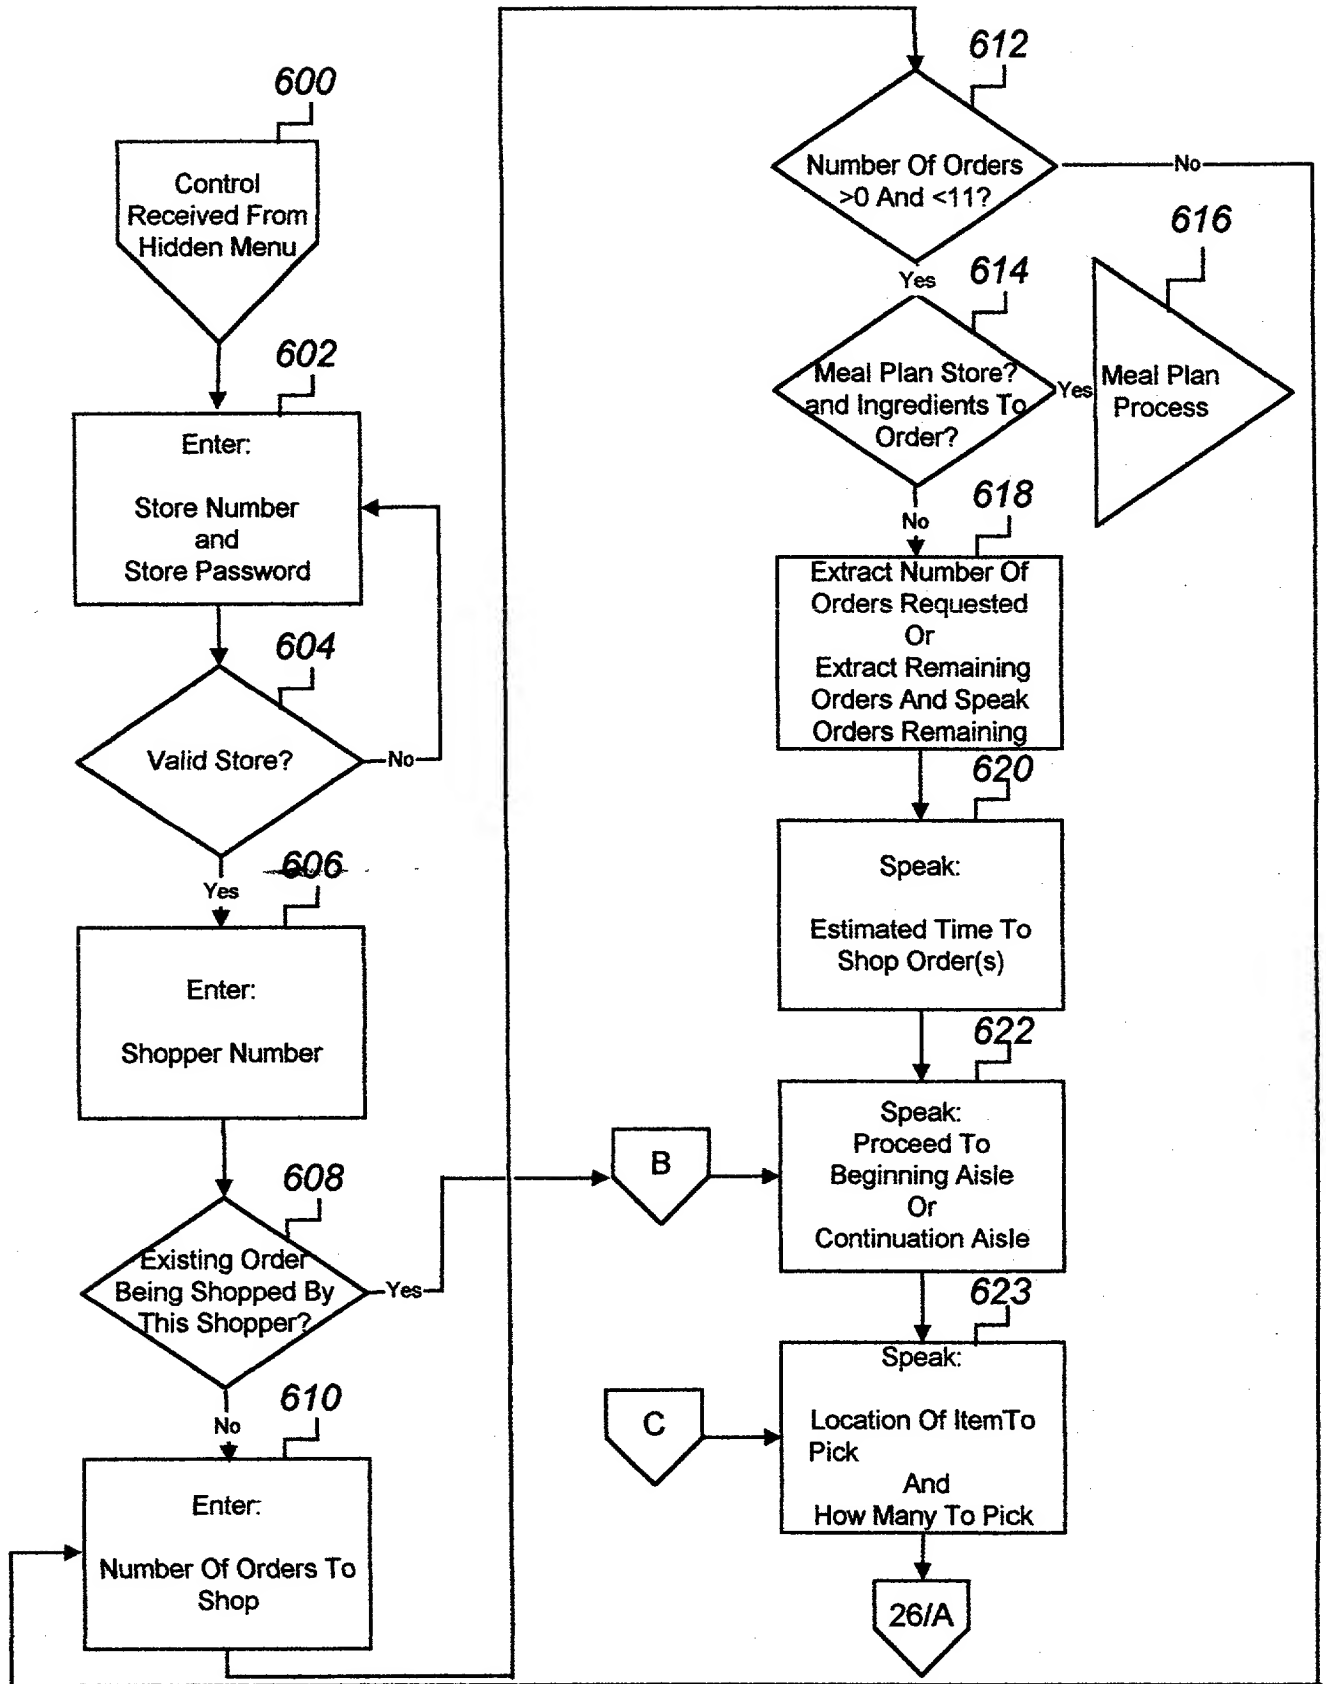 600
Control
Received From
Hidden Menu
602
Enter:
Store Number
and
Store Password
604
Valid Store?
No
Yes
606
Enter:
Shopper Number
608
Existing Order
Being Shopped By
This Shopper?
Yes
No
610
Enter:
Number Of Orders To
Shop
612
Number Of Orders
>0 And <11?
No
Yes
614
Meal Plan Store?
and Ingredients To
Order?
Yes
616
Meal Plan
Process
No
618
Extract Number Of
Orders Requested
Or
Extract Remaining
Orders And Speak
Orders Remaining
620
Speak:
Estimated Time To
Shop Order(s)
622
B
Speak:
Proceed To
Beginning Aisle
Or
Continuation Aisle
623
C
Speak:
Location Of ItemTo
Pick
And
How Many To Pick
26/A